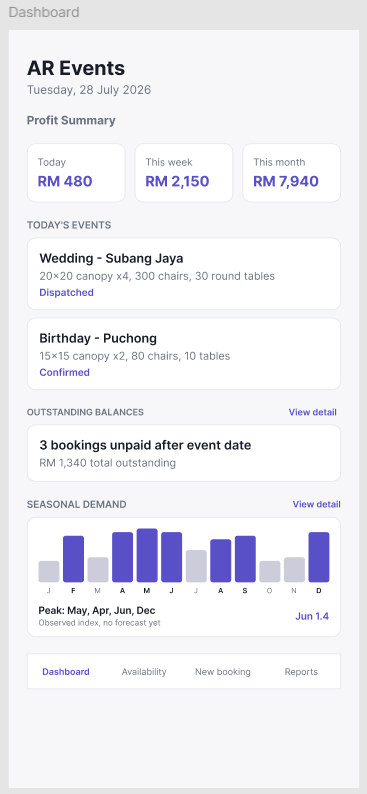 Dashboard
AR Events
Tuesday, 28 July 2026
Profit Summary
Today
RM 480
This week
RM 2,150
This month
RM 7,940
TODAY'S EVENTS
Wedding - Subang Jaya
20×20 canopy x4, 300 chairs, 30 round tables
Dispatched
Birthday - Puchong
15×15 canopy x2, 80 chairs, 10 tables
Confirmed
OUTSTANDING BALANCES View detail
3 bookings unpaid after event date
RM 1,340 total outstanding
SEASONAL DEMAND View detail
J F M A M J J A S O N D
Peak: May, Apr, Jun, Dec
Observed index, no forecast yet
Jun 1.4
Dashboard Availability New booking Reports